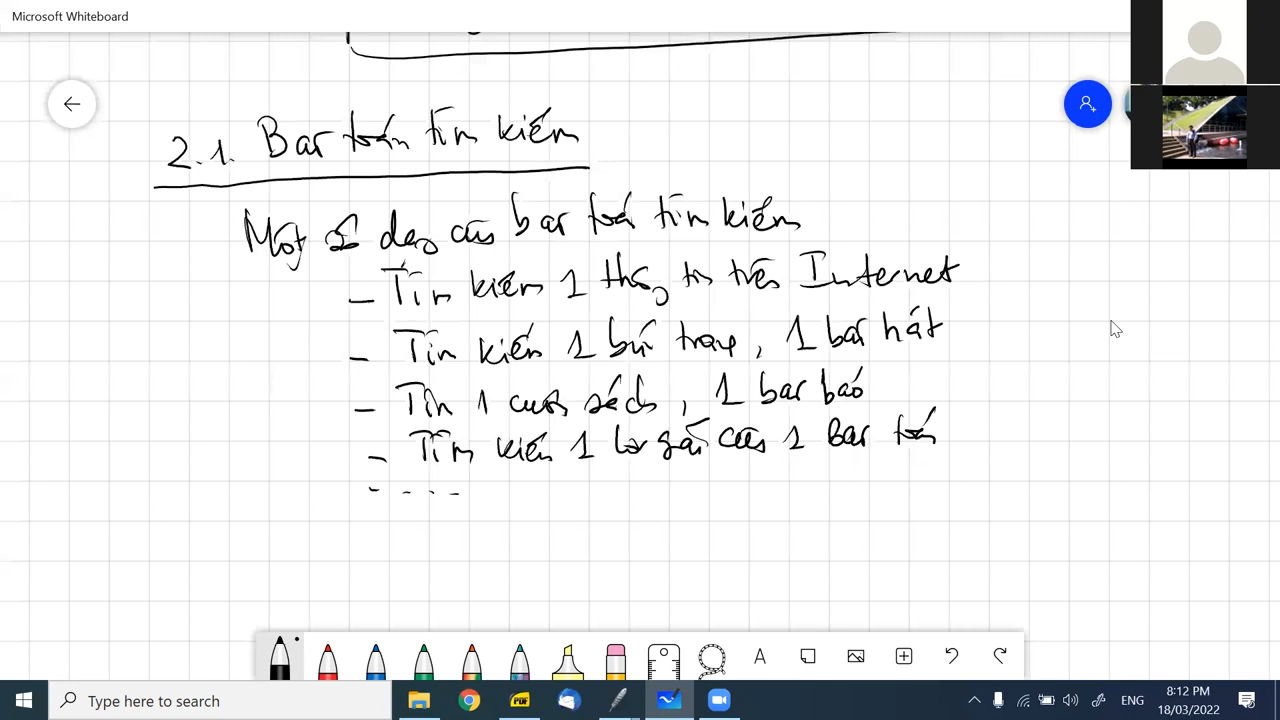 Microsoft Whiteboard
2.1. Bài toán tìm kiếm
Một số dạng của bài toán tìm kiếm
- Tìm kiếm 1 thông tin trên Internet
- Tìm kiếm 1 bức tranh, 1 bài hát
- Tìm 1 cuốn sách, 1 bài báo
- Tìm kiếm 1 lời giải của 1 Bài toán
- ....
A
Type here to search
PDF
ENG
8:12 PM
18/03/2022